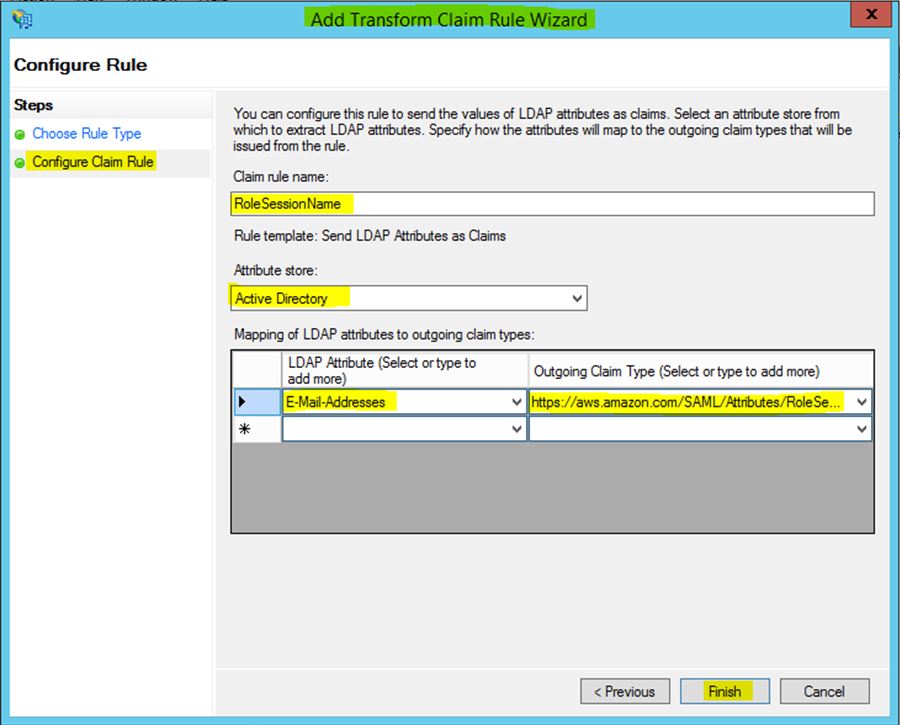 Add Transform Claim Rule Wizard
x
Configure Rule
Steps
Choose Rule Type
Configure Claim Rule
You can configure this rule to send the values of LDAP attributes as claims. Select an attribute store from
which to extract LDAP attributes. Specify how the attributes will map to the outgoing claim types that will be
issued from the rule.
Claim rule name:
RoleSessionName
Rule template: Send LDAP Attributes as Claims
Attribute store:
Active Directory
Mapping of LDAP attributes to outgoing claim types:
LDAP Attribute (Select or type to
add more)
Outgoing Claim Type (Select or type to add more)
E-Mail-Addresses
https://aws.amazon.com/SAML/Attributes/RoleSe...
*
< Previous
Finish
Cancel